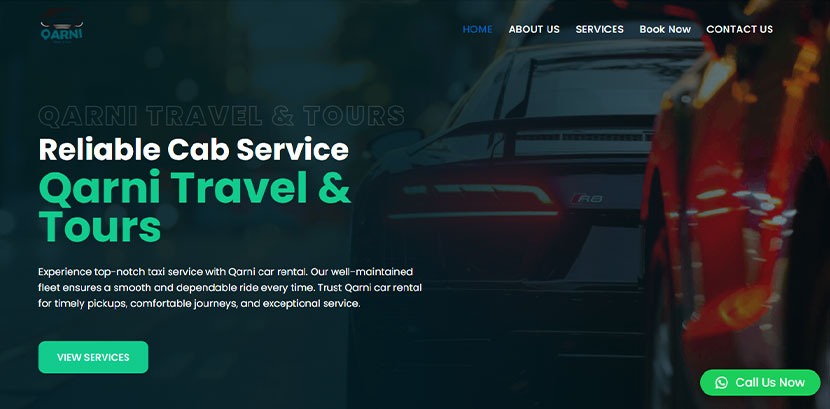 QARNI
HOME
ABOUT US
SERVICES
Book Now
CONTACT US
QARNI TRAVEL & TOURS
Reliable Cab Service
Qarni Travel &
Tours
R8
Experience top-notch taxi service with Qarni car rental. Our well-maintained
fleet ensures a smooth and dependable ride every time. Trust Qarni car rental
for timely pickups, comfortable journeys, and exceptional service.
VIEW SERVICES
Call Us Now